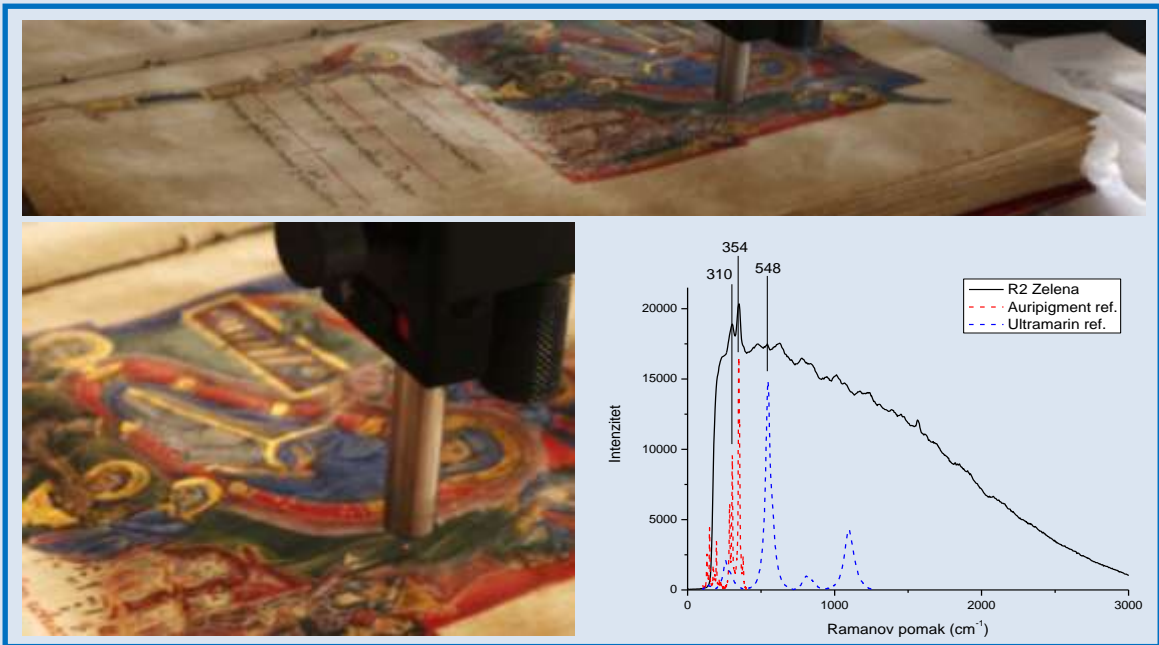 354
310
548
R2 Zelena
Auripigment ref.
Ultramarin ref.
20000
15000
10000
5000
0
Intenzitet
0
1000
2000
3000
Ramanov pomak (cm⁻¹)